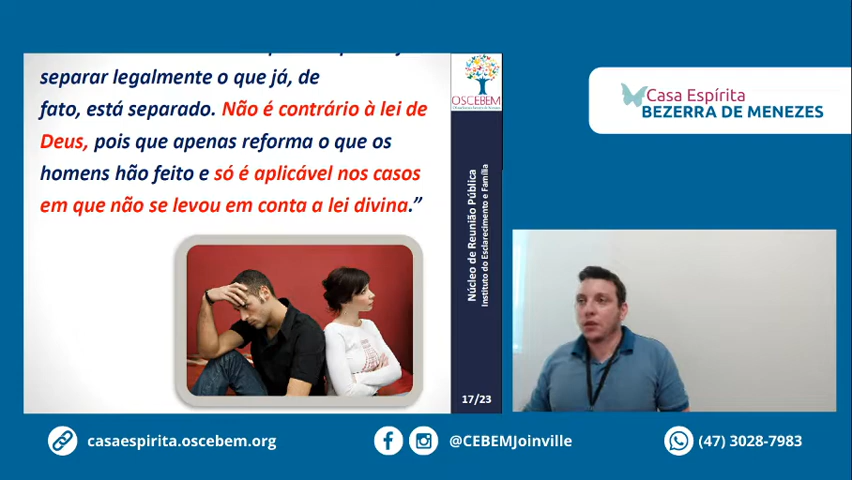 separar legalmente o que já, de
fato, está separado. Não é contrário à lei de
Deus, pois que apenas reforma o que os
homens hão feito e só é aplicável nos casos
em que não se levou em conta a lei divina.”
OSCEBEM
Núcleo de Reunião Pública
Instituto do Esclarecimento e Família
17/23
Casa Espírita
BEZERRA DE MENEZES
casaespirita.oscebem.org
@CEBEMJoinville
(47) 3028-7983